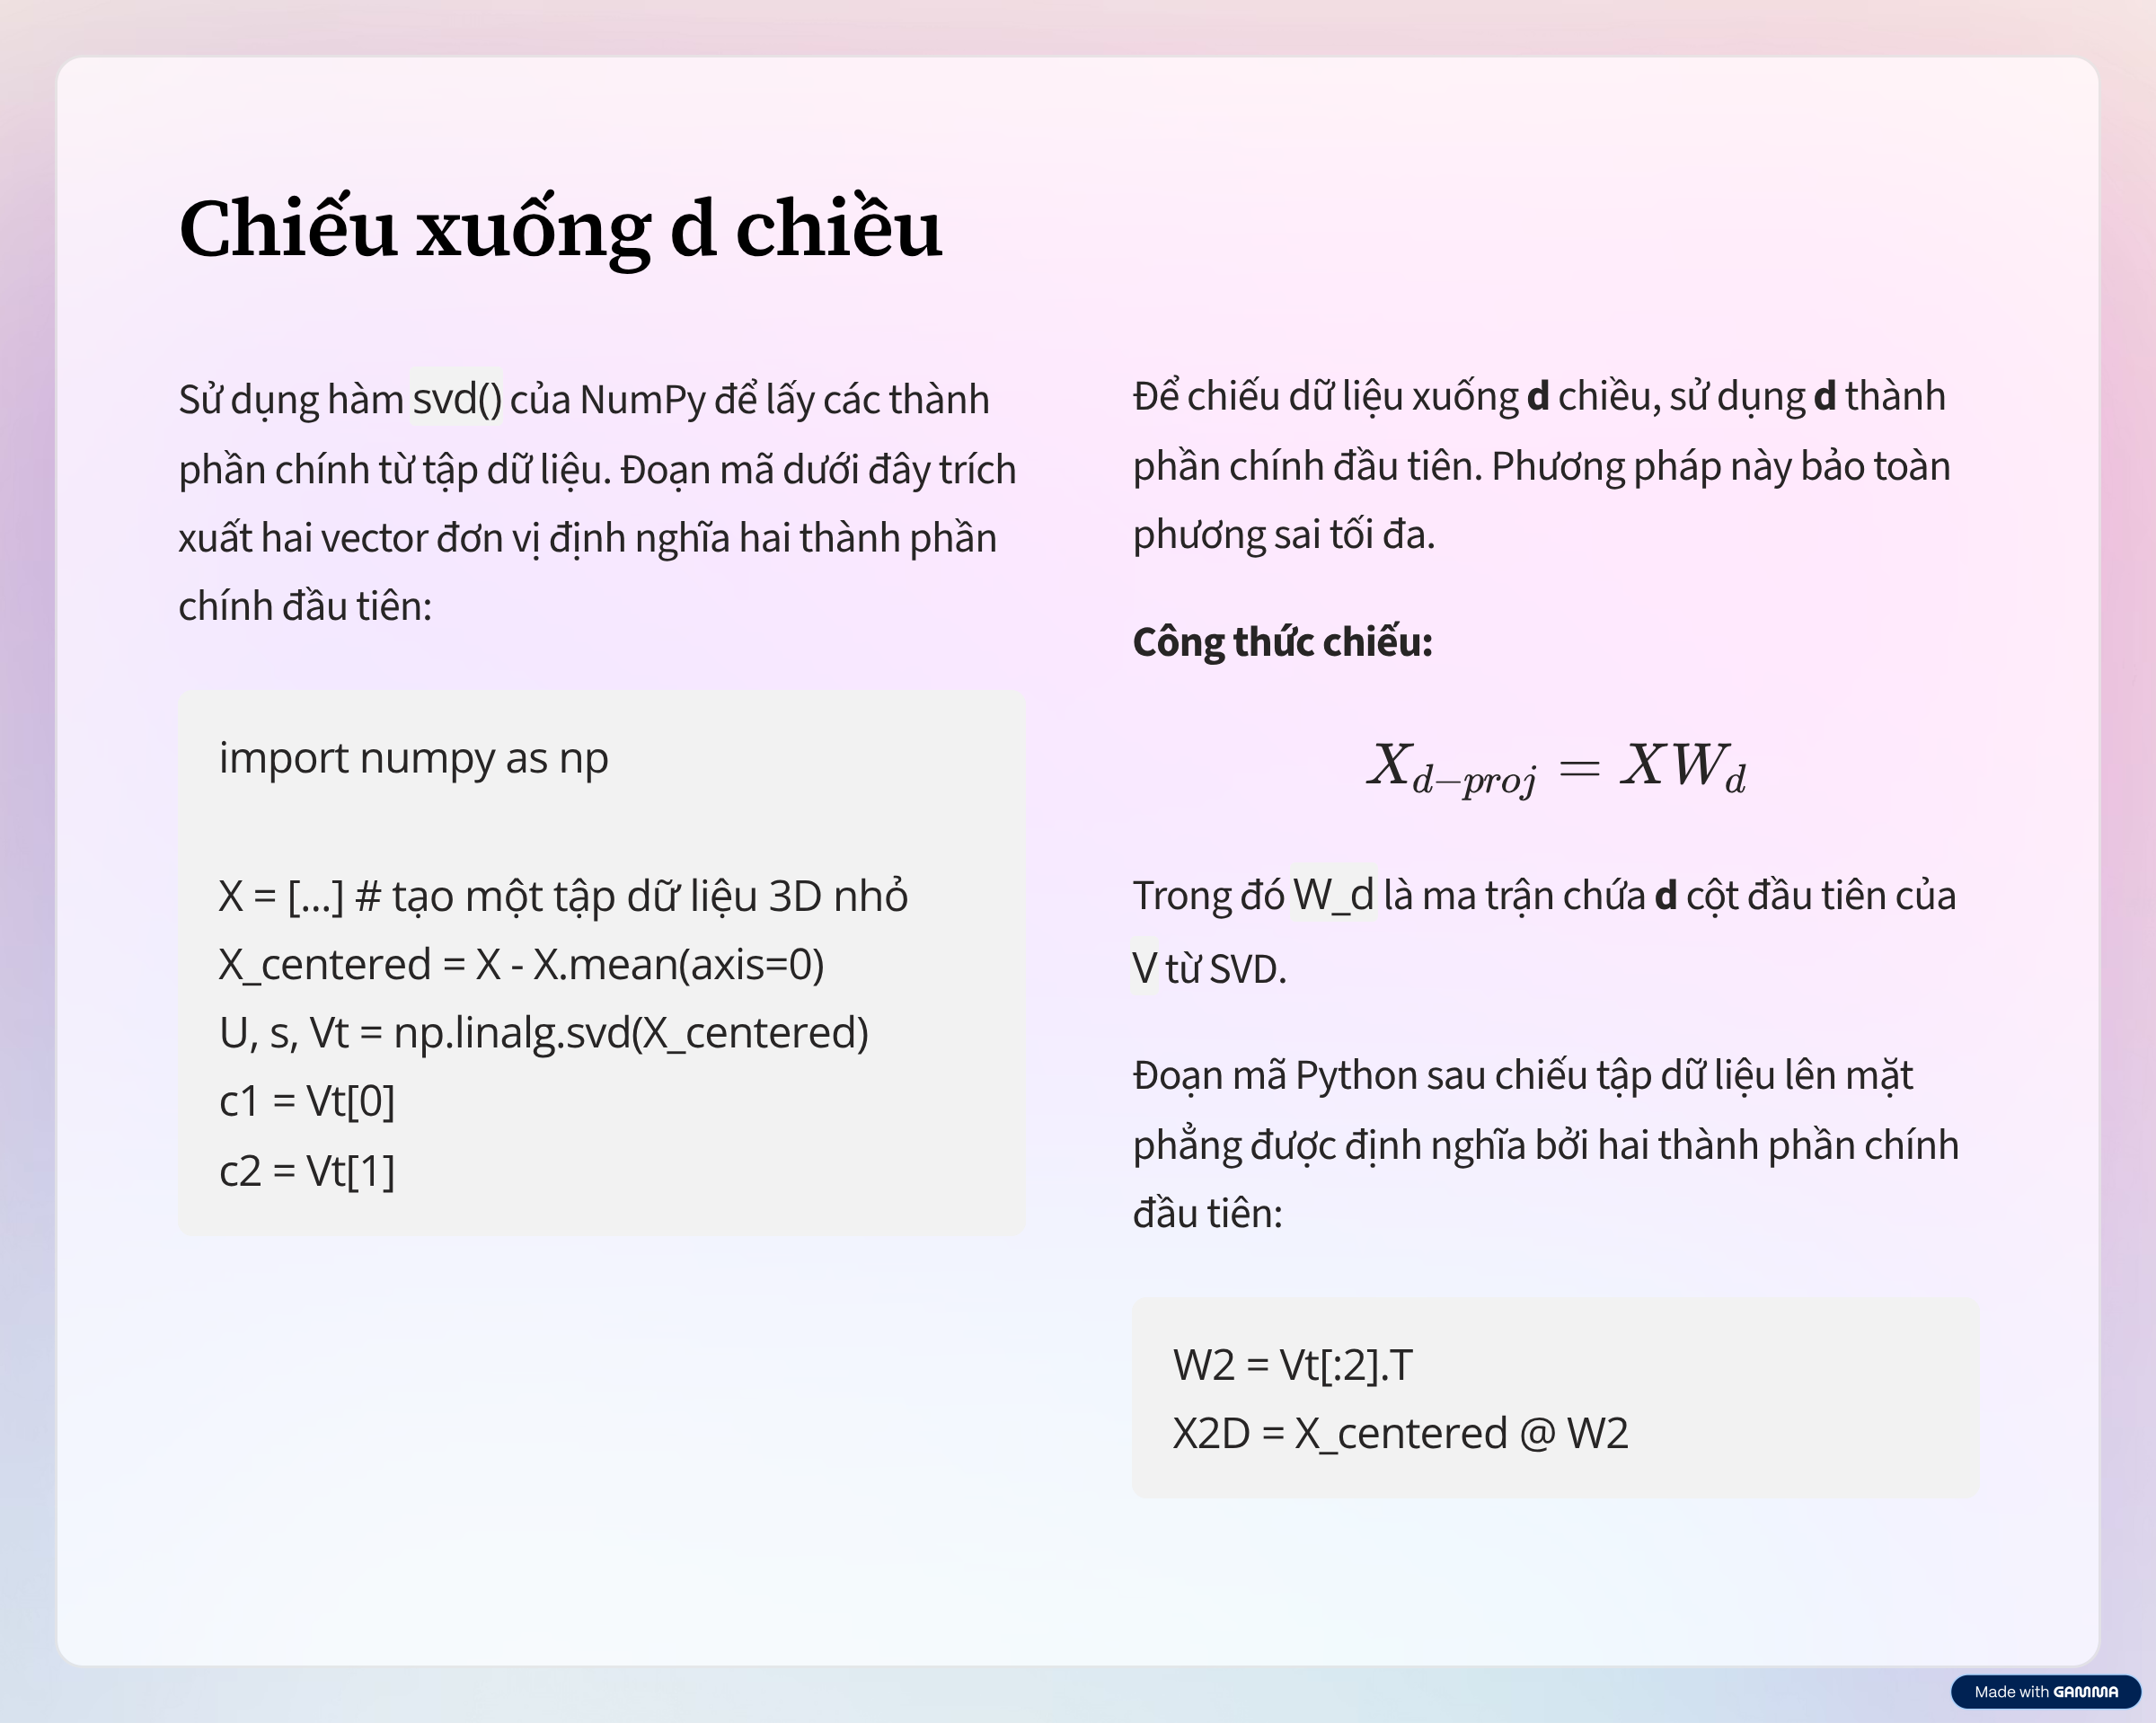 Chiếu xuống d chiều
Sử dụng hàm svd() của NumPy để lấy các thành
phần chính từ tập dữ liệu. Đoạn mã dưới đây trích
xuất hai vector đơn vị định nghĩa hai thành phần
chính đầu tiên:
import numpy as np
X = [...] # tạo một tập dữ liệu 3D nhỏ
X_centered = X - X.mean(axis=0)
U, s, Vt = np.linalg.svd(X_centered)
c1 = Vt[0]
c2 = Vt[1]
Để chiếu dữ liệu xuống d chiều, sử dụng d thành
phần chính đầu tiên. Phương pháp này bảo toàn
phương sai tối đa.
Công thức chiếu:
X_{d-proj} = XW_d
Trong đó W_d là ma trận chứa d cột đầu tiên của
V từ SVD.
Đoạn mã Python sau chiếu tập dữ liệu lên mặt
phẳng được định nghĩa bởi hai thành phần chính
đầu tiên:
W2 = Vt[:2].T
X2D = X_centered @ W2
Made with GAMMA